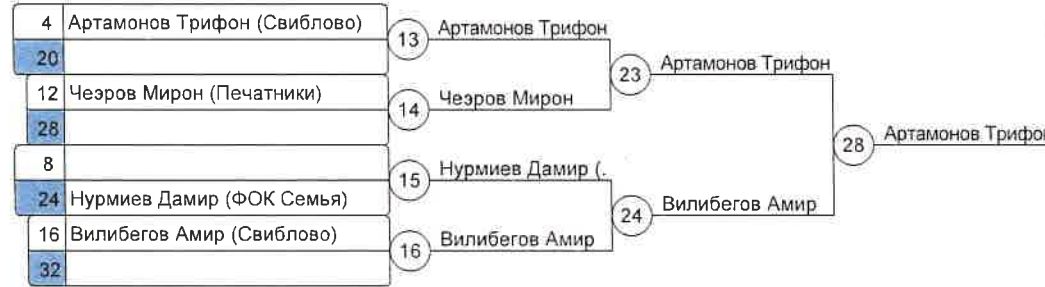 4 Артамонов Трифон (Свиблово)
20
12 Чеэров Мирон (Печатники)
28
8
24 Нурмиев Дамир (ФОК Семья)
16 Вилибегов Амир (Свиблово)
32
13 Артамонов Трифон
14 Чеэров Мирон
15 Нурмиев Дамир (.
16 Вилибегов Амир
23 Артамонов Трифон
24 Вилибегов Амир
28 Артамонов Трифон